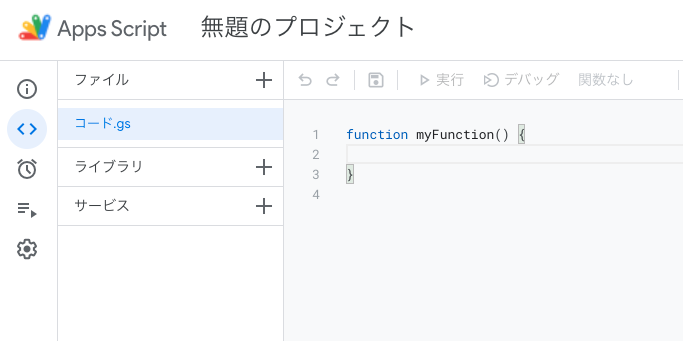 Apps Script 無題のプロジェクト
ファイル
実行 デバッグ 関数なし
コード.gs
1 function myFunction() {
2
3 }
4
ライブラリ
サービス